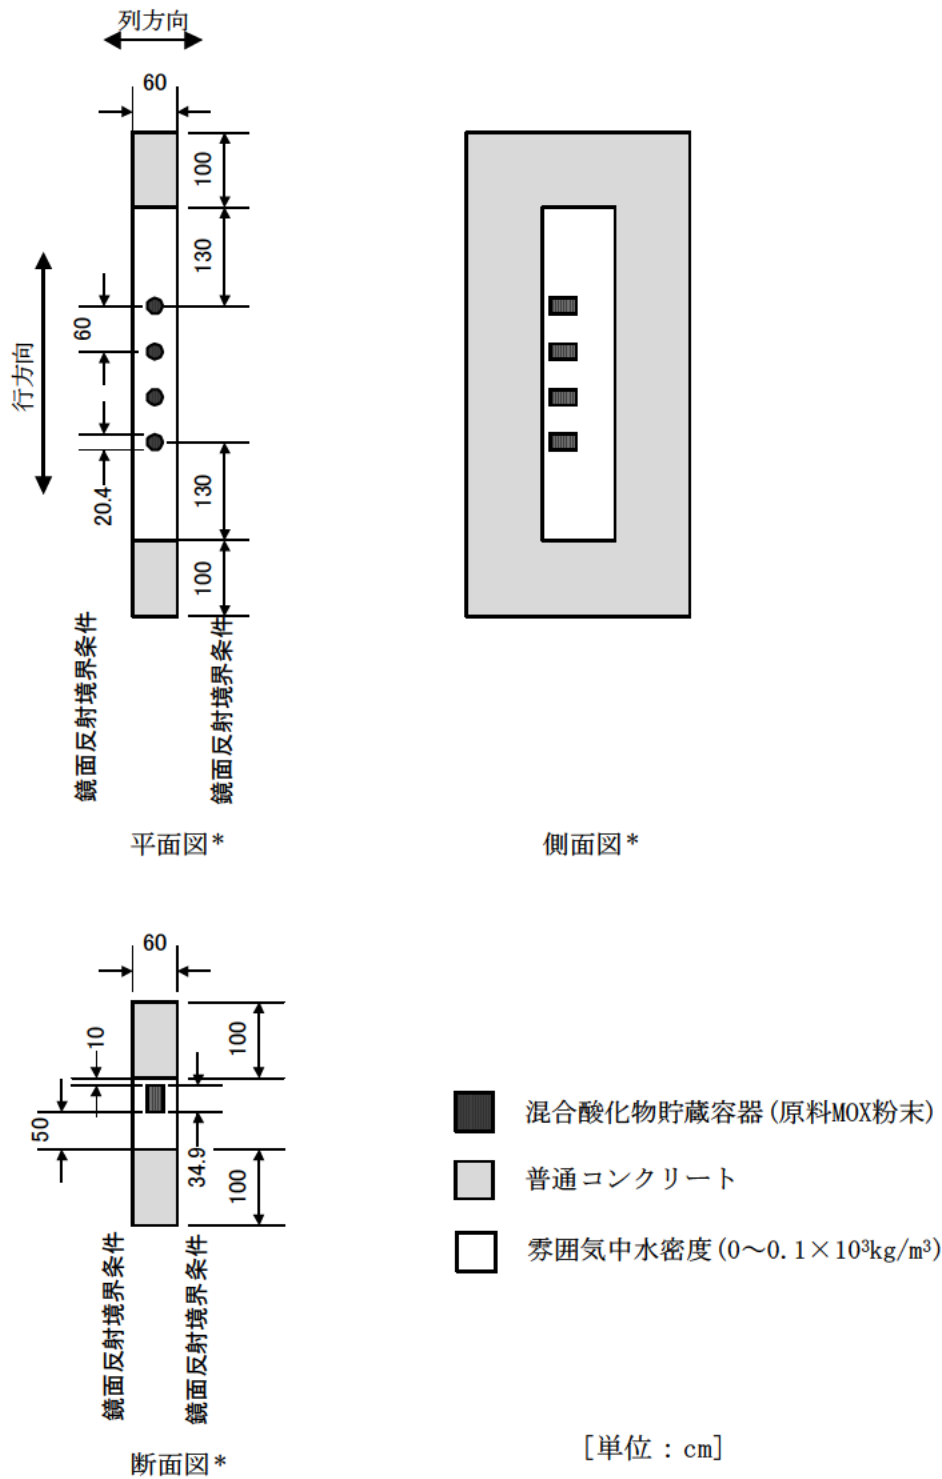 列方向
60
100
130
行方向
60
20.4
130
100
鏡面反射境界条件
鏡面反射境界条件
平面図*
側面図*
60
10
100
50
34.9
100
鏡面反射境界条件
鏡面反射境界条件
断面図*
混合酸化物貯蔵容器(原料MOX粉末)
普通コンクリート
雰囲気中水密度(0～0.1×10³kg/m³)
[単位：cm]